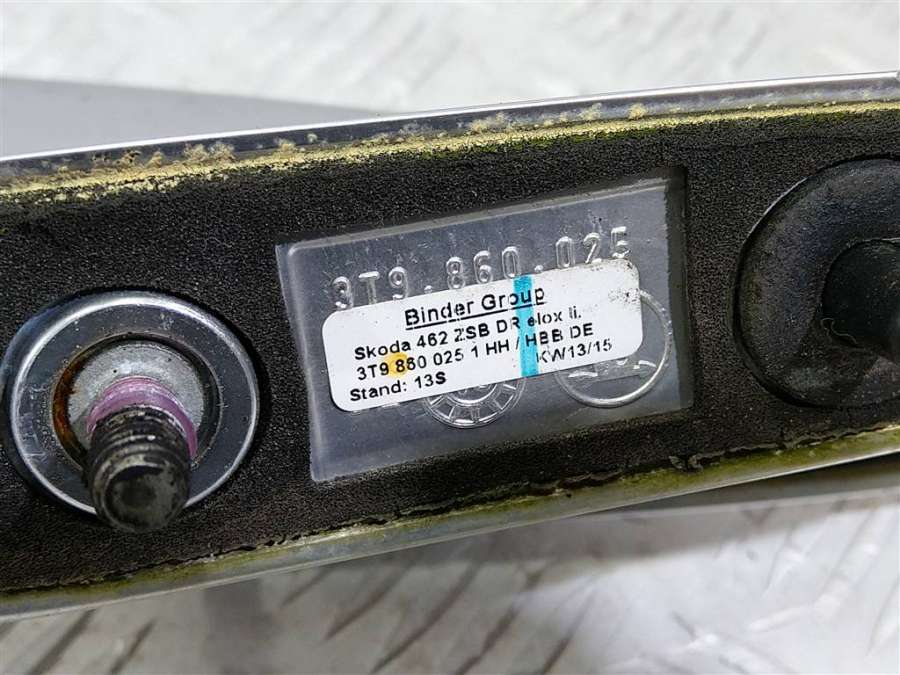 3T9.860.025
Binder Group
Skoda 462 ZSB DR elox li.
3T9 860 025 1 HH / HBB DE
Stand: 13S
KW13/15